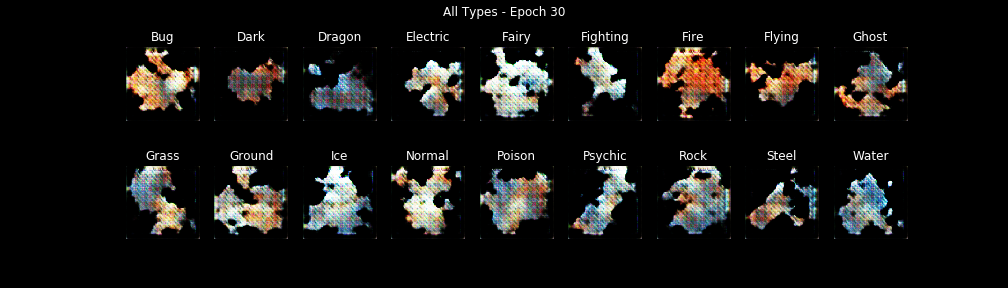 All Types - Epoch 30
Bug Dark Dragon Electric Fairy Fighting Fire Flying Ghost
Grass Ground Ice Normal Poison Psychic Rock Steel Water